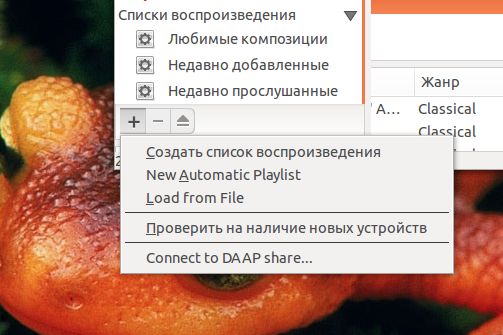 Списки воспроизведения
Любимые композиции
Недавно добавленные
Недавно прослушанные
Жанр
А... Classical
Classical
Создать список воспроизведения
New Automatic Playlist
Load from File
Проверить на наличие новых устройств
Connect to DAAP share...